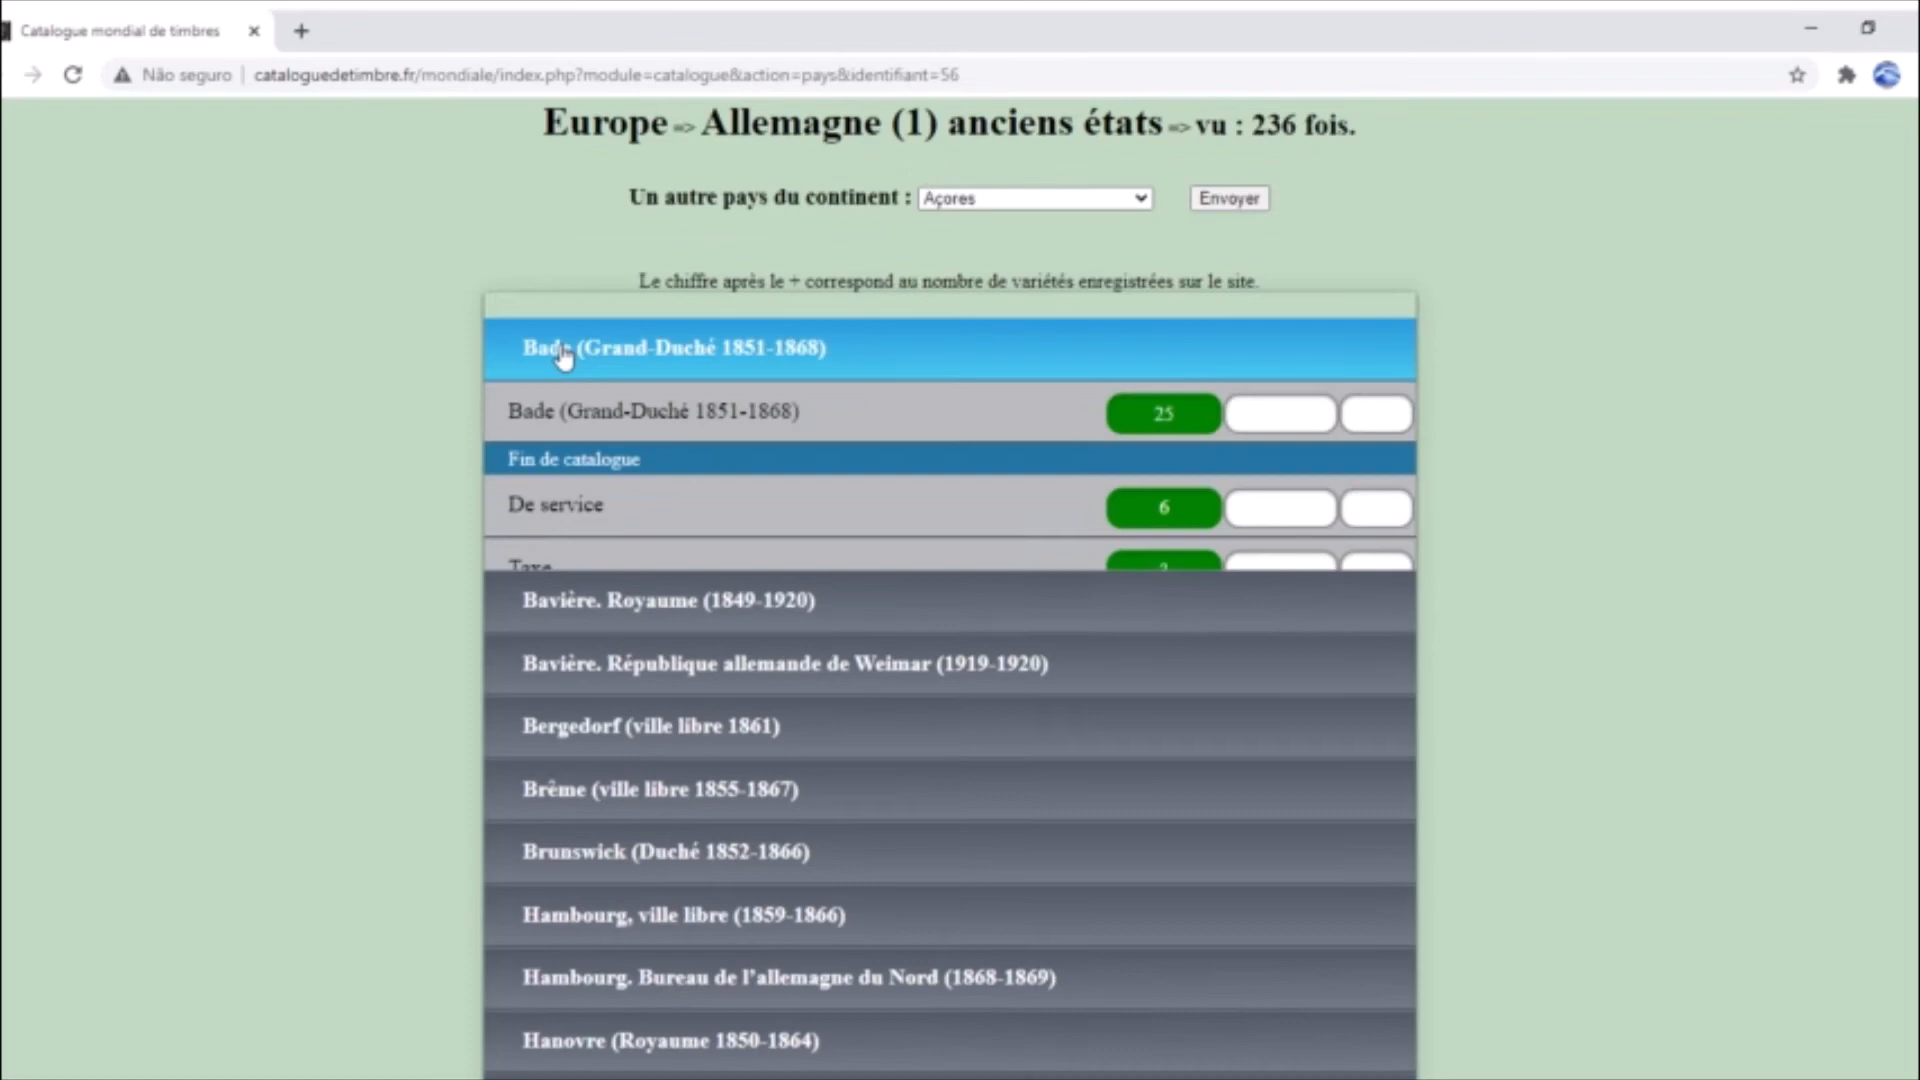 Catalogue mondial de timbres
Não seguro
cataloguedetimbre.fr/mondiale/index.php?module=catalogue&action=pays&identifiant=56
Europe => Allemagne (1) anciens états => vu : 236 fois.
Un autre pays du continent : Açores Envoyer
Le chiffre après le + correspond au nombre de variétés enregistrées sur le site.
Bade (Grand-Duché 1851-1868)
Bade (Grand-Duché 1851-1868) 25
Fin de catalogue
De service 6
Taxe
Bavière. Royaume (1849-1920)
Bavière. République allemande de Weimar (1919-1920)
Bergedorf (ville libre 1861)
Brême (ville libre 1855-1867)
Brunswick (Duché 1852-1866)
Hambourg, ville libre (1859-1866)
Hambourg. Bureau de l'allemagne du Nord (1868-1869)
Hanovre (Royaume 1850-1864)